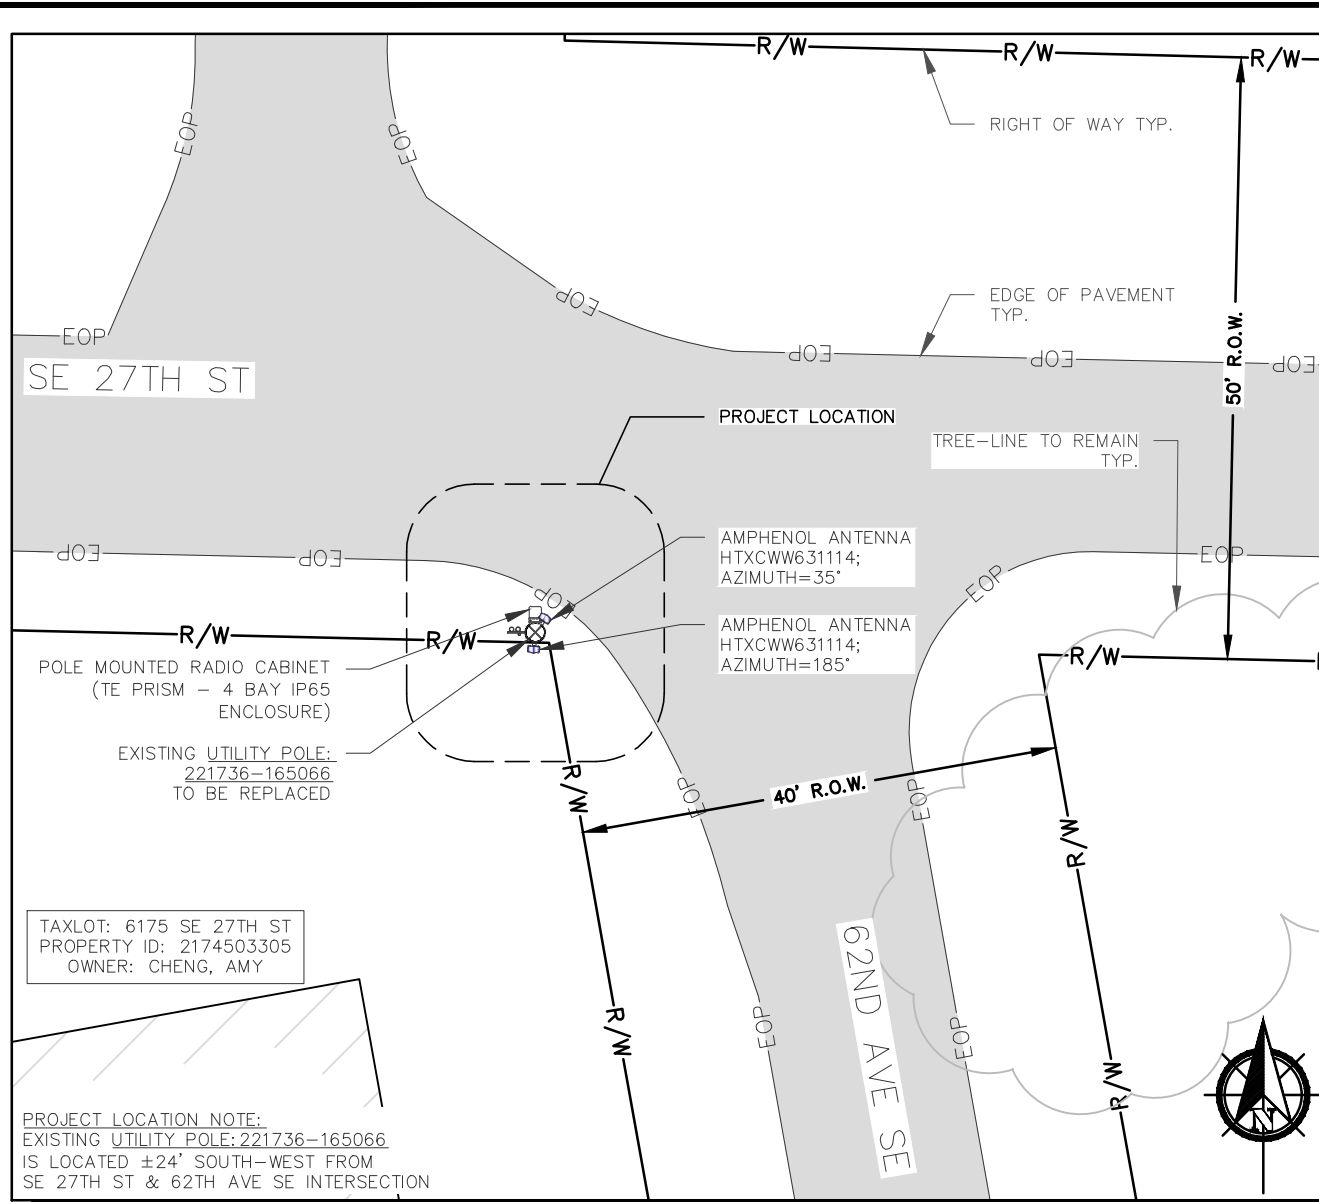 R/W
R/W
R/W
RIGHT OF WAY TYP.
EOP
EOP
EOP
EDGE OF PAVEMENT
TYP.
EOP
EOP
EOP
EOP
SE 27TH ST
50' R.O.W.
PROJECT LOCATION
TREE-LINE TO REMAIN
TYP.
EOP
EOP
EOP
EOP
EOP
AMPHENOL ANTENNA
HTXCWW631114;
AZIMUTH=35°
AMPHENOL ANTENNA
HTXCWW631114;
AZIMUTH=185°
R/W
R/W
R/W
POLE MOUNTED RADIO CABINET
(TE PRISM - 4 BAY IP65
ENCLOSURE)
EXISTING UTILITY POLE:
221736-165066
TO BE REPLACED
R/W
EOP
40' R.O.W.
EOP
R/W
TAXLOT: 6175 SE 27TH ST
PROPERTY ID: 2174503305
OWNER: CHENG, AMY
62ND AVE SE
R/W
EOP
EOP
R/W
N
PROJECT LOCATION NOTE:
EXISTING UTILITY POLE: 221736-165066
IS LOCATED ±24' SOUTH-WEST FROM
SE 27TH ST & 62TH AVE SE INTERSECTION